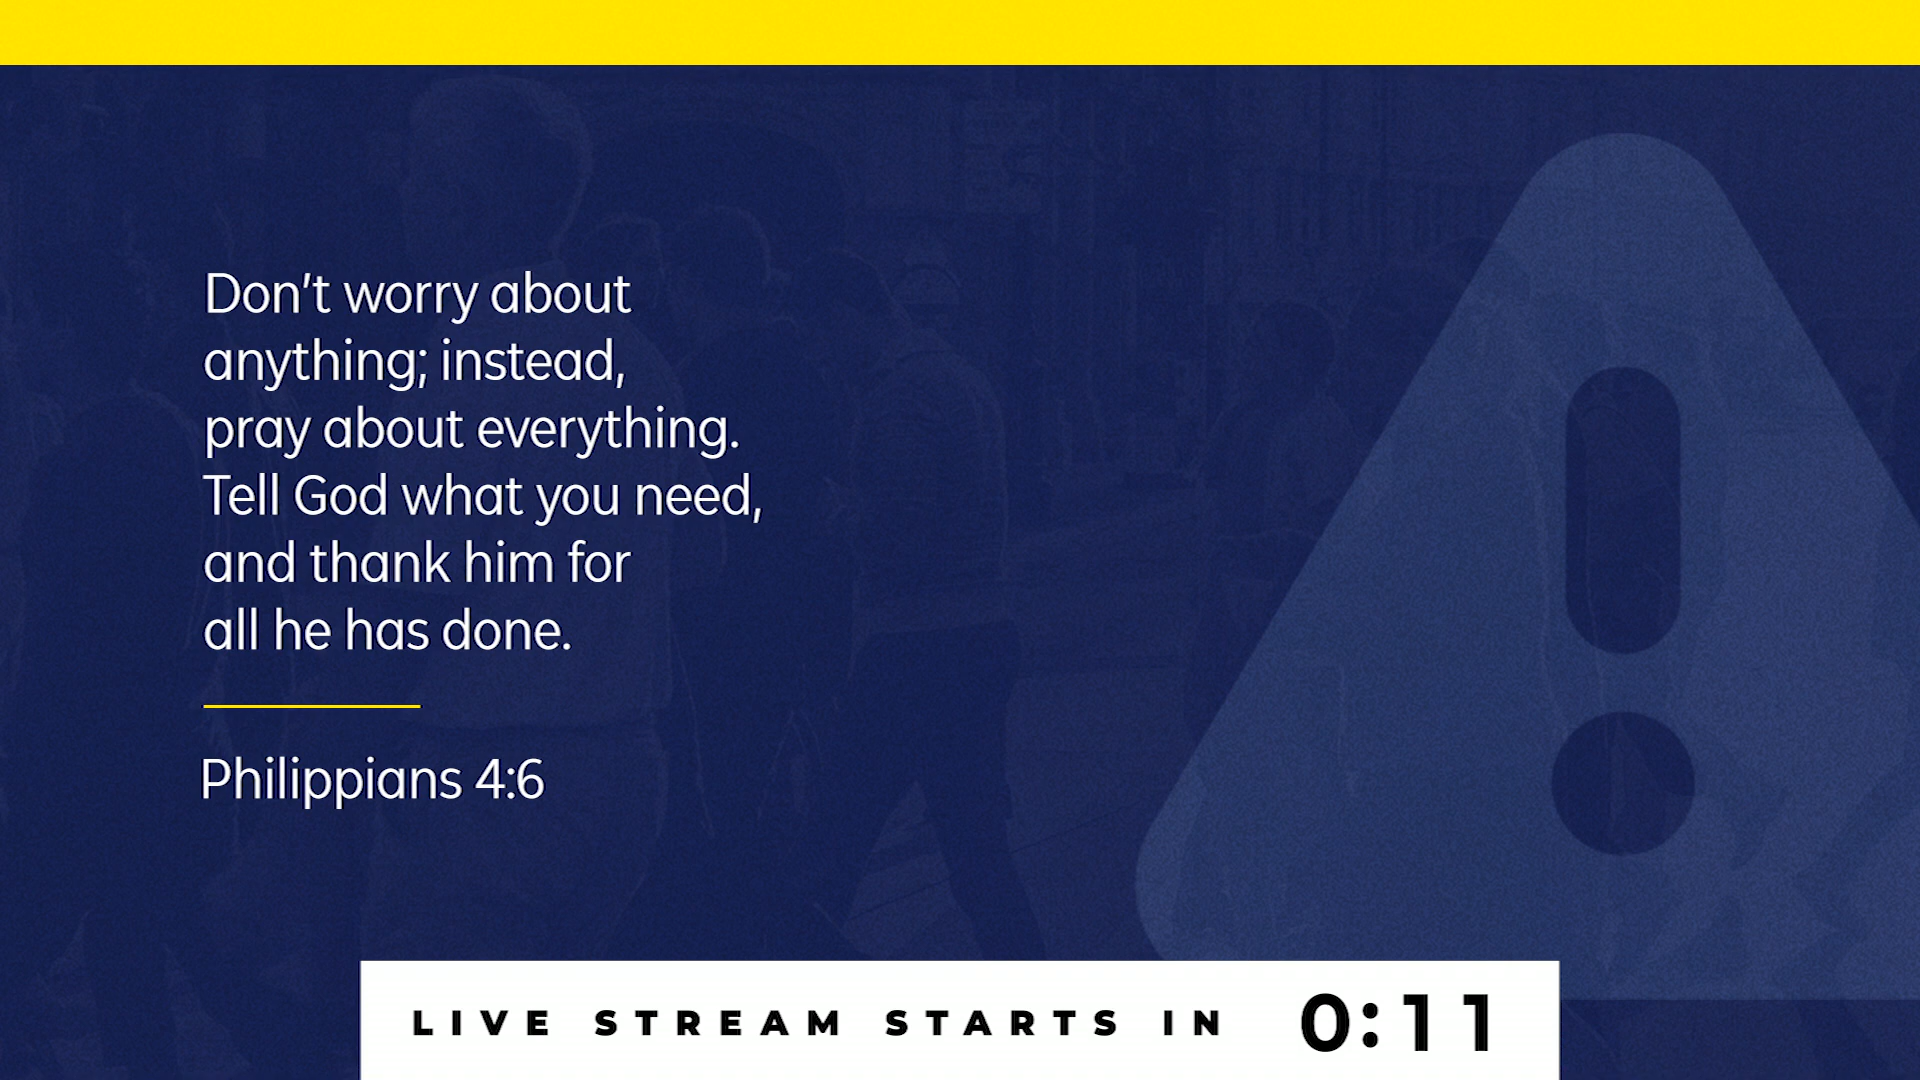 Don't worry about
anything; instead,
pray about everything.
Tell God what you need,
and thank him for
all he has done.
Philippians 4:6
LIVE STREAM STARTS IN 0:11